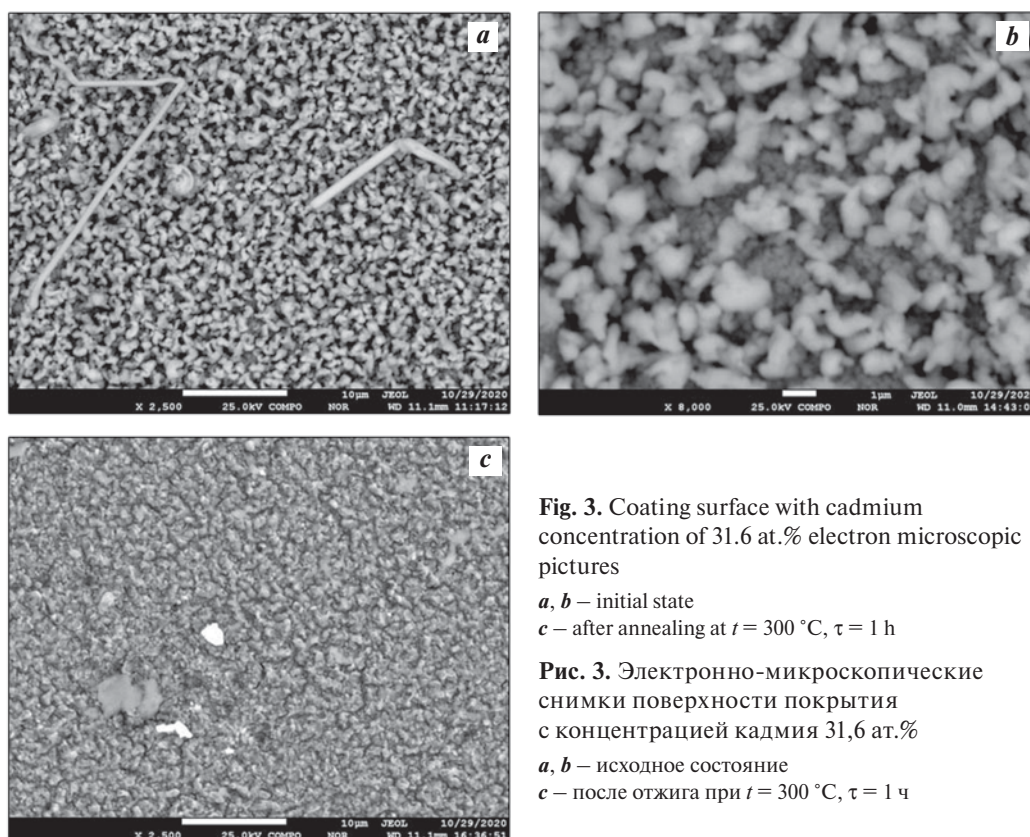 a
10µm JEOL 10/29/2020
X 2,500 25.0kV COMPO NOR WD 11.1mm 11:17:12
b
1µm JEOL 10/29/202
X 8,000 25.0kV COMPO NOR WD 11.0mm 14:43:0
c
10µm JEOL 10/29/2020
X 2,500 25.0kV COMPO NOR WD 11.1mm 16:36:51
Fig. 3. Coating surface with cadmium
concentration of 31.6 at.% electron microscopic
pictures
a, b – initial state
c – after annealing at t = 300 °C, τ = 1 h
Рис. 3. Электронно-микроскопические
снимки поверхности покрытия
с концентрацией кадмия 31,6 ат.%
a, b – исходное состояние
c – после отжига при t = 300 °C, τ = 1 ч